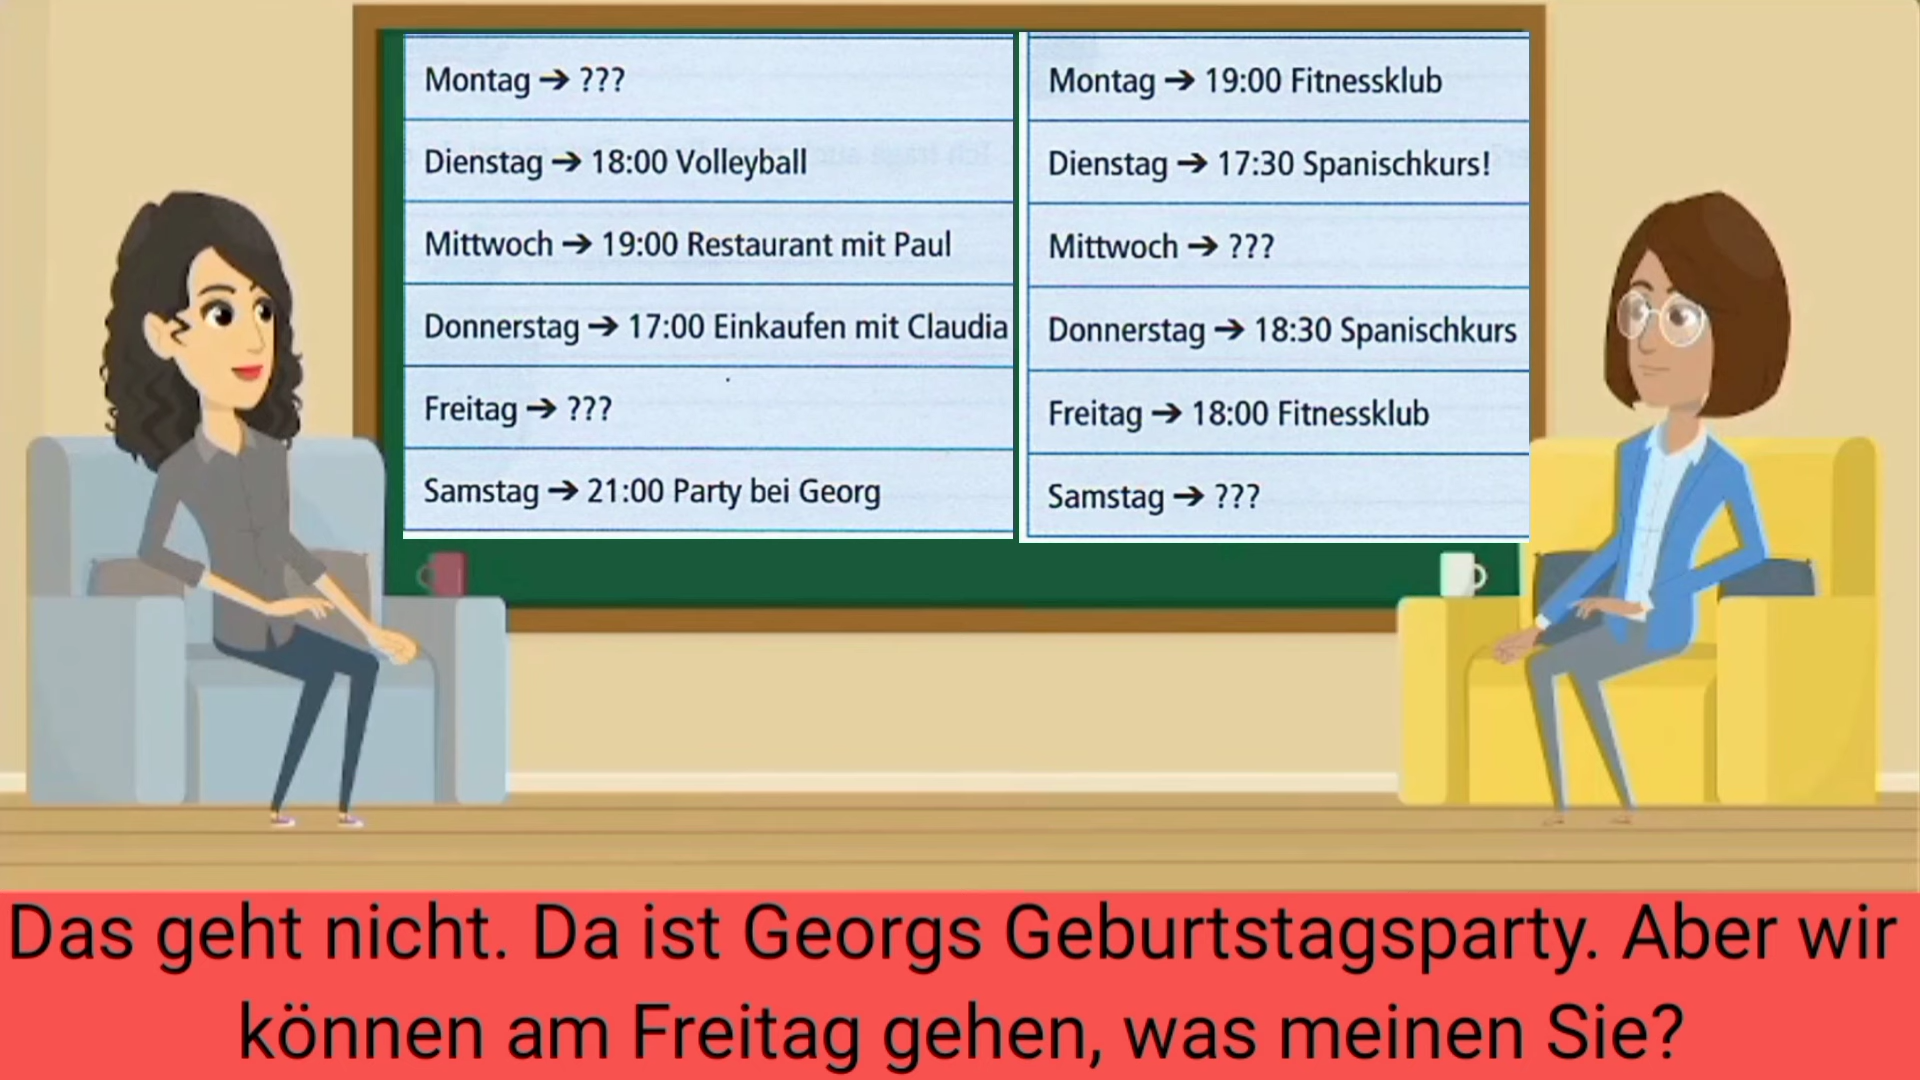 Montag → ???
Dienstag → 18:00 Volleyball
Mittwoch → 19:00 Restaurant mit Paul
Donnerstag → 17:00 Einkaufen mit Claudia
Freitag → ???
Samstag → 21:00 Party bei Georg
Montag → 19:00 Fitnessklub
Dienstag → 17:30 Spanischkurs!
Mittwoch → ???
Donnerstag → 18:30 Spanischkurs
Freitag → 18:00 Fitnessklub
Samstag → ???
Das geht nicht. Da ist Georgs Geburtstagsparty. Aber wir
können am Freitag gehen, was meinen Sie?